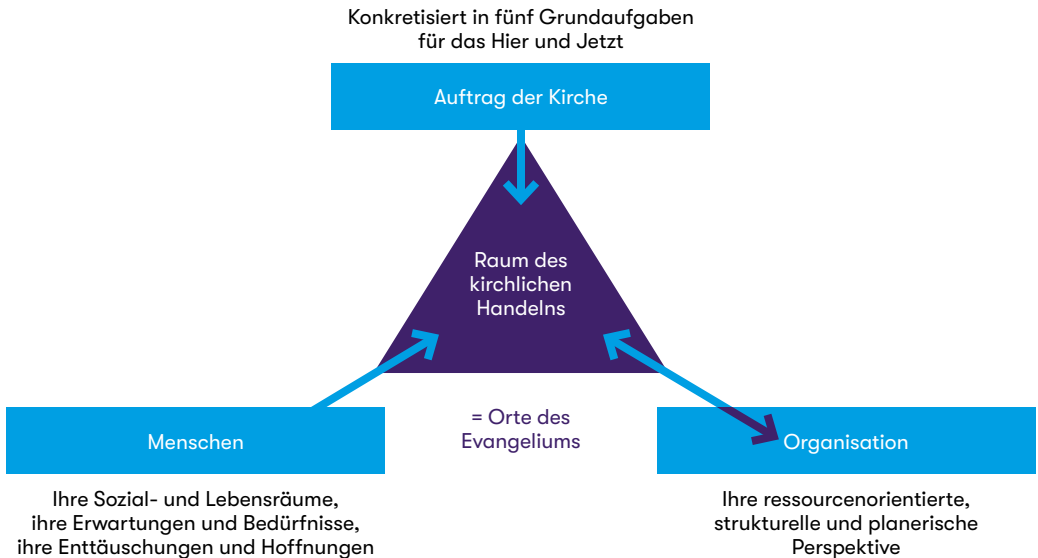 Konkretisiert in fünf Grundaufgaben
für das Hier und Jetzt
Auftrag der Kirche
Raum des
kirchlichen
Handelns
= Orte des
Evangeliums
Menschen
Ihre Sozial- und Lebensräume,
ihre Erwartungen und Bedürfnisse,
ihre Enttäuschungen und Hoffnungen
Organisation
Ihre ressourcenorientierte,
strukturelle und planerische
Perspektive